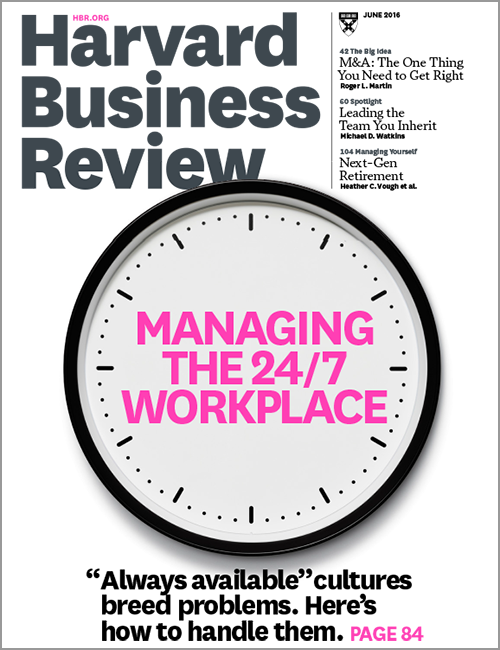 HBR.ORG
Harvard
Business
Review
JUNE 2016
42 The Big Idea
M&A: The One Thing
You Need to Get Right
Roger L. Martin
60 Spotlight
Leading the
Team You Inherit
Michael D. Watkins
104 Managing Yourself
Next-Gen
Retirement
Heather C. Vough et al.
MANAGING
THE 24/7
WORKPLACE
“Always available” cultures
breed problems. Here’s
how to handle them. PAGE 84